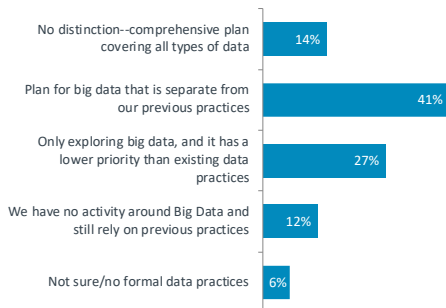 No distinction--comprehensive plan
covering all types of data
14%
Plan for big data that is separate from
our previous practices
41%
Only exploring big data, and it has a
lower priority than existing data
practices
27%
We have no activity around Big Data and
still rely on previous practices
12%
Not sure/no formal data practices
6%